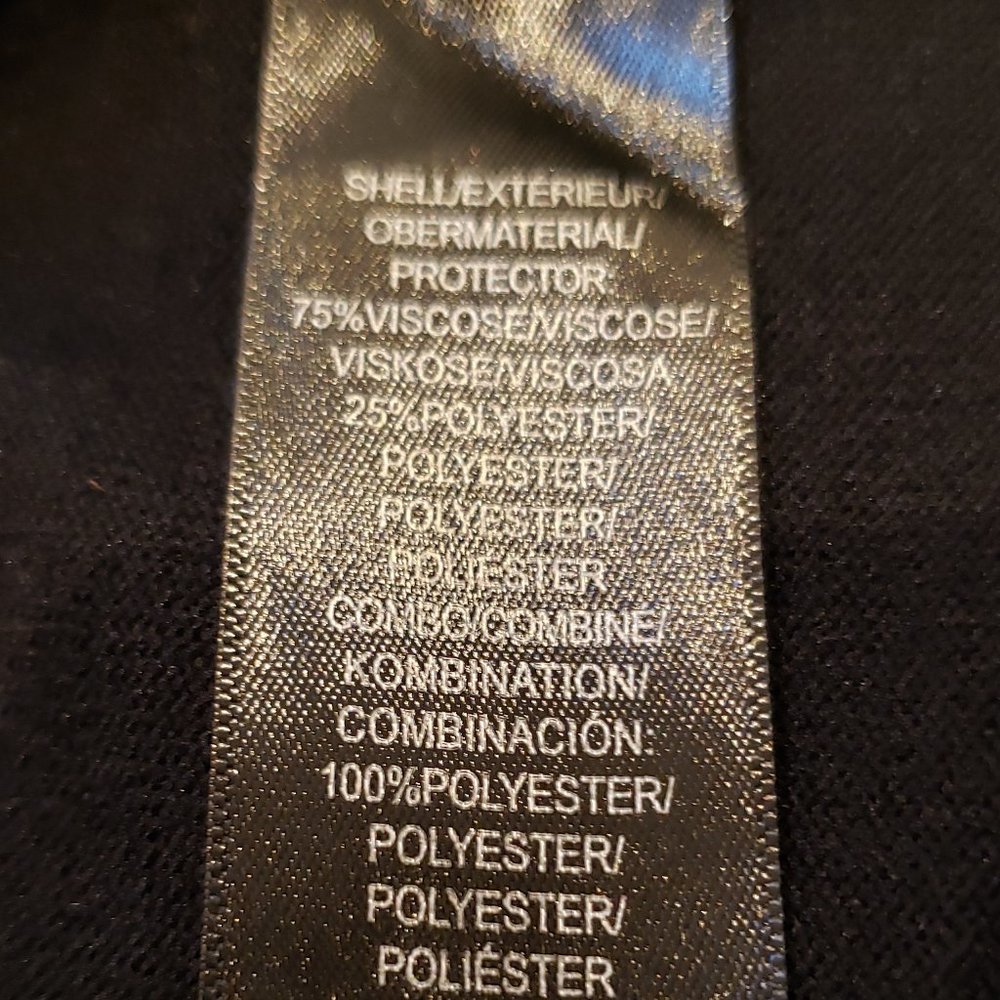 SHELL/EXTÉRIEUR/
OBERMATERIAL/
PROTECTOR:
75%VISCOSE/VISCOSE/
VISKOSE/VISCOSA
25%POLYESTER/
POLYESTER/
POLYESTER/
POLIÉSTER
COMBO/COMBINÉ/
KOMBINATION/
COMBINACIÓN:
100%POLYESTER/
POLYESTER/
POLYESTER/
POLIÉSTER